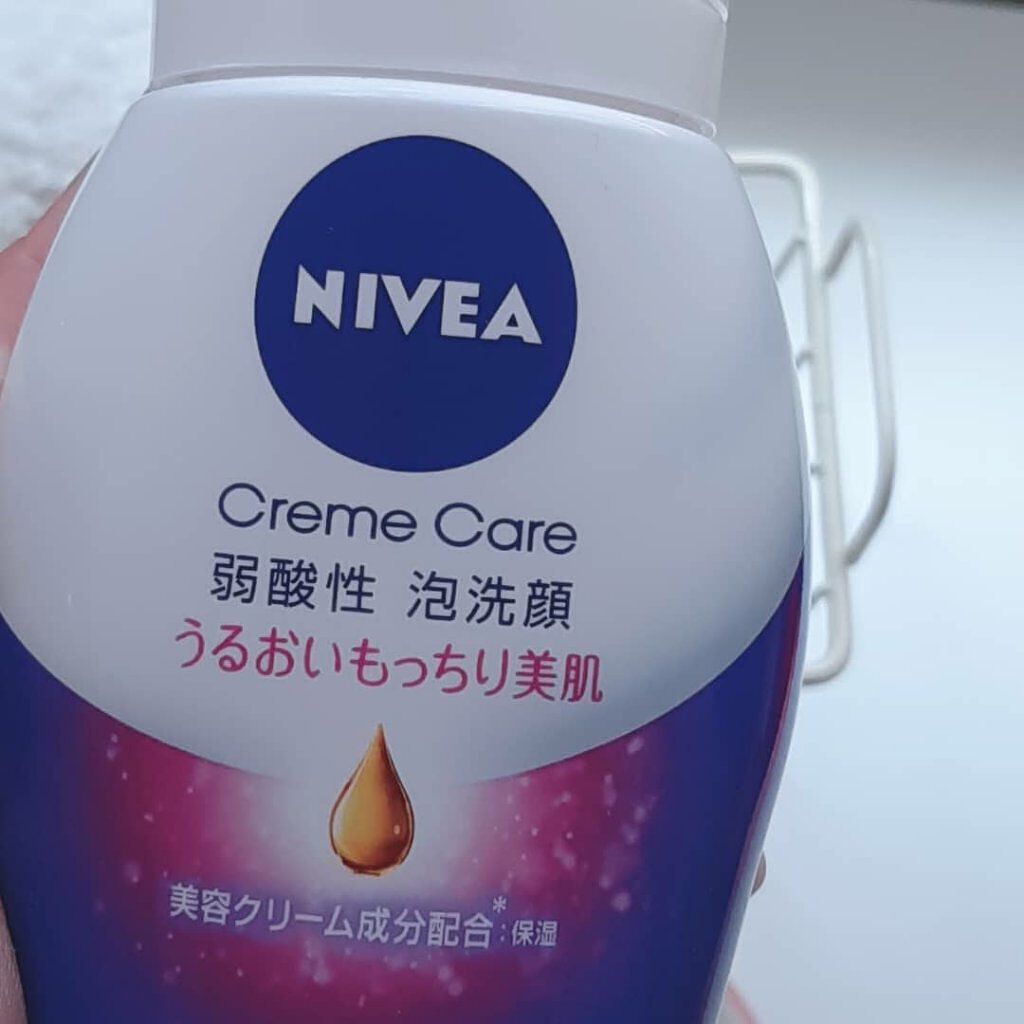 NIVEA
Creme Care
弱酸性 泡洗顔
うるおいもっちり美肌
美容クリーム成分配合*:保湿